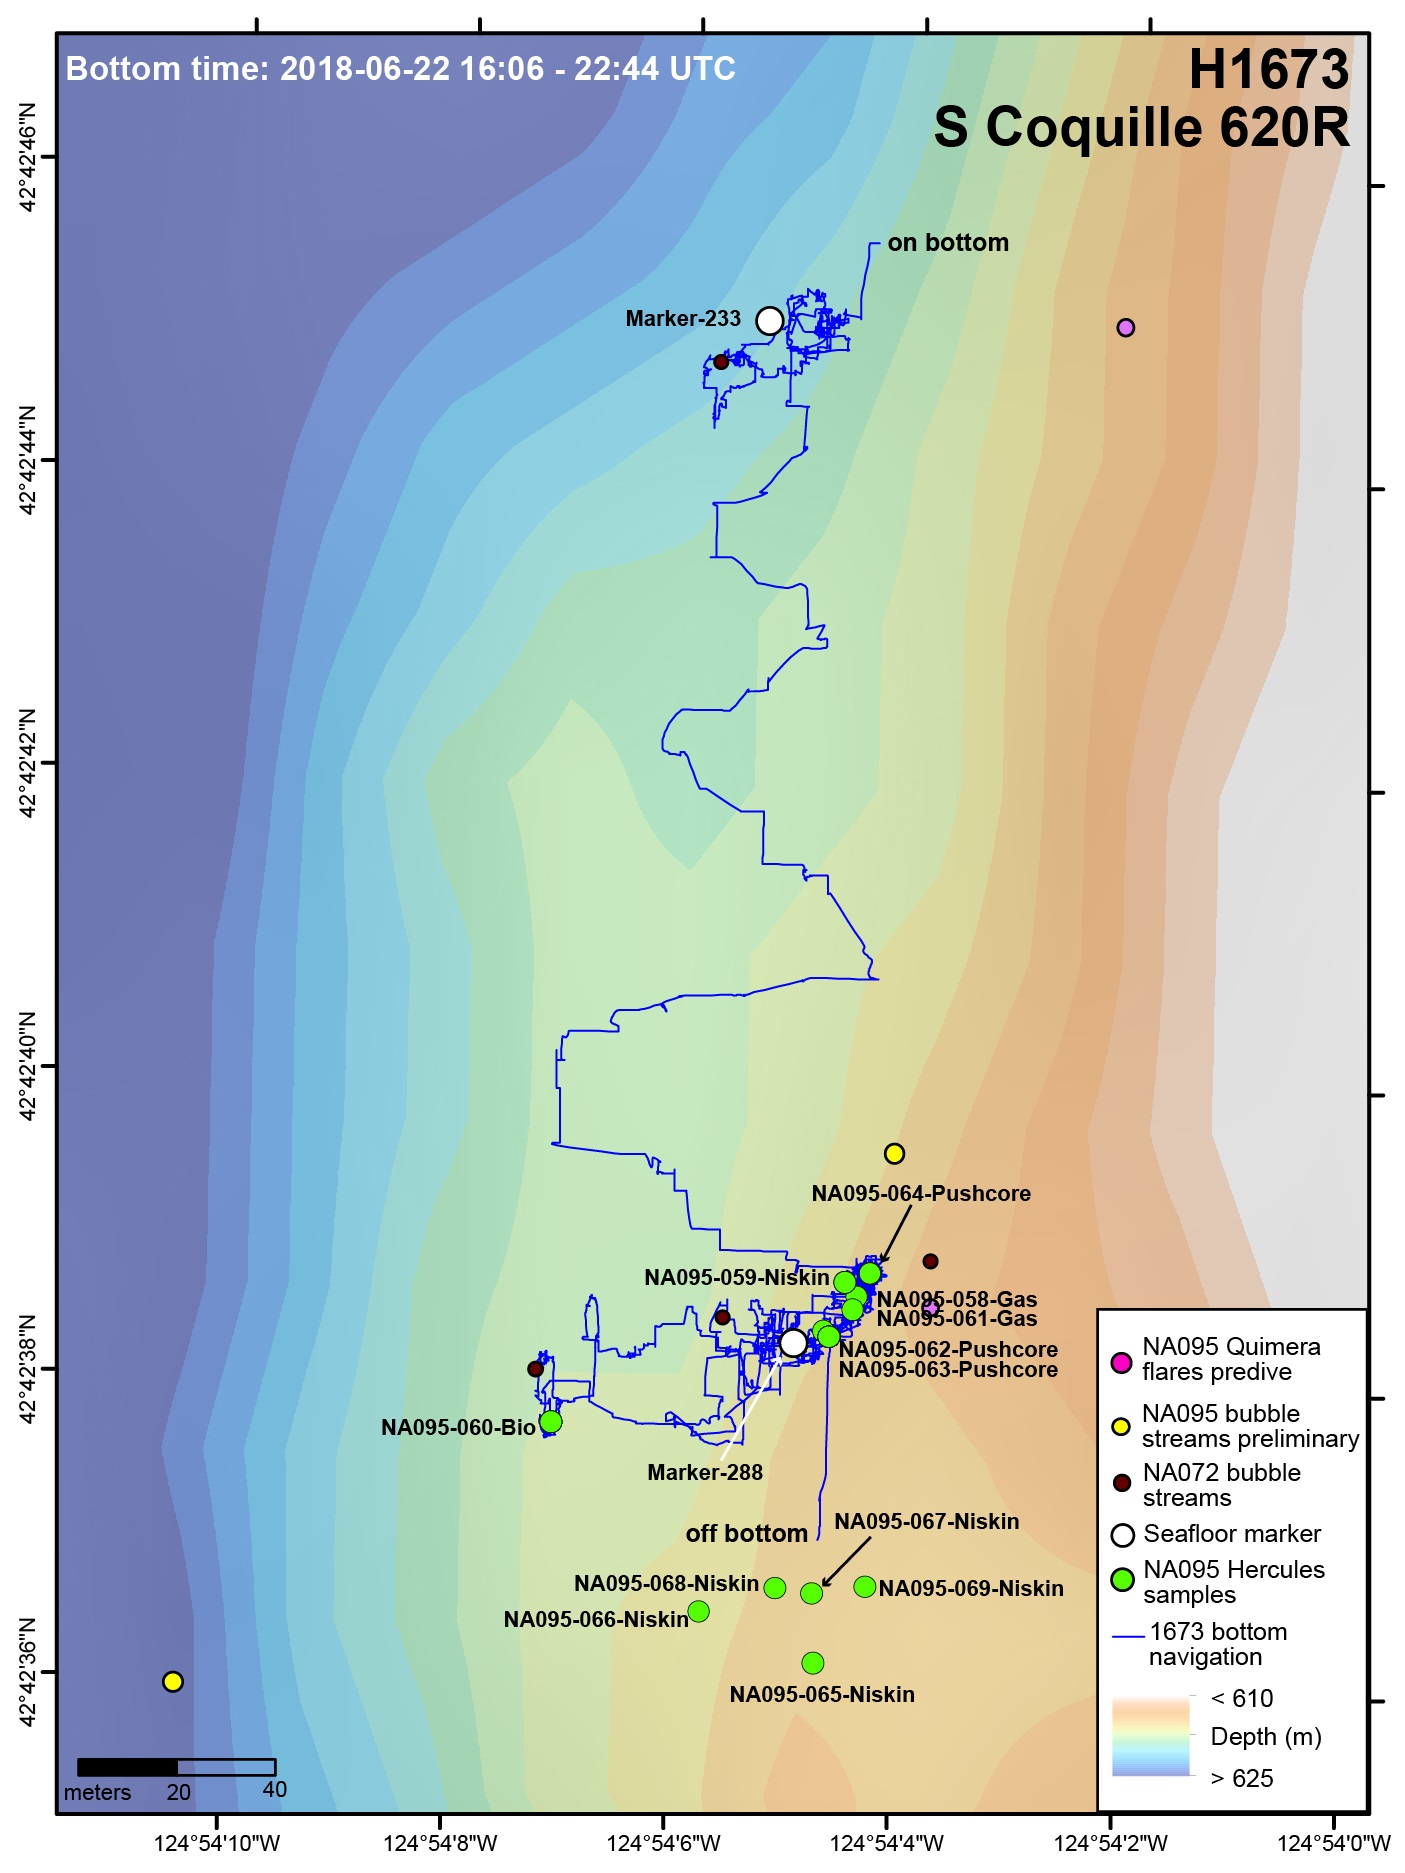 Bottom time: 2018-06-22 16:06 - 22:44 UTC
H1673
S Coquille 620R
42°42'46"N
on bottom
Marker-233
42°42'44"N
42°42'42"N
42°42'40"N
NA095-064-Pushcore
NA095-059-Niskin
NA095-058-Gas
NA095-061-Gas
NA095-062-Pushcore
NA095-063-Pushcore
42°42'38"N
NA095-060-Bio
Marker-288
off bottom
NA095-067-Niskin
NA095-068-Niskin
NA095-069-Niskin
NA095-066-Niskin
42°42'36"N
NA095-065-Niskin
NA095 Quimera
flares predive
NA095 bubble
streams preliminary
NA072 bubble
streams
Seafloor marker
NA095 Hercules
samples
1673 bottom
navigation
< 610
Depth (m)
> 625
meters 20 40
124°54'10"W 124°54'8"W 124°54'6"W 124°54'4"W 124°54'2"W 124°54'0"W